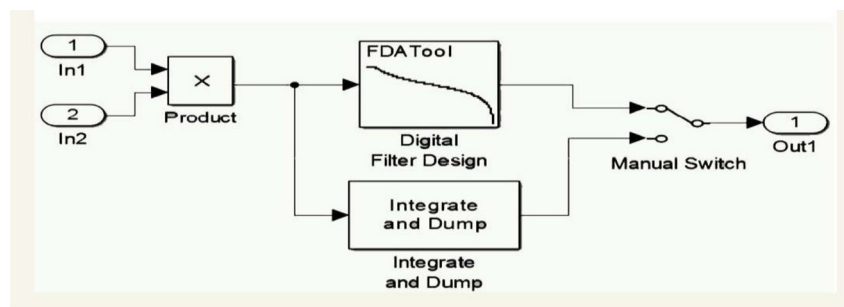 1
In1
2
In2
×
Product
FDATool
Digital
Filter Design
Integrate
and Dump
Integrate
and Dump
Manual Switch
1
Out1